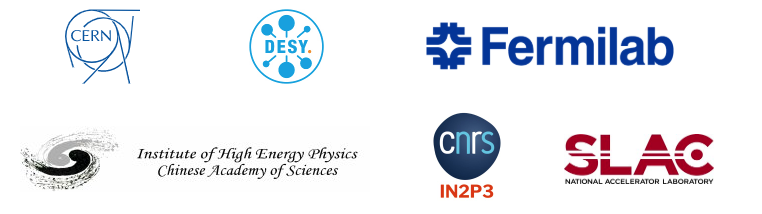 CERN
DESY.
Fermilab
Institute of High Energy Physics
Chinese Academy of Sciences
cnrs
IN2P3
SLAC
NATIONAL ACCELERATOR LABORATORY